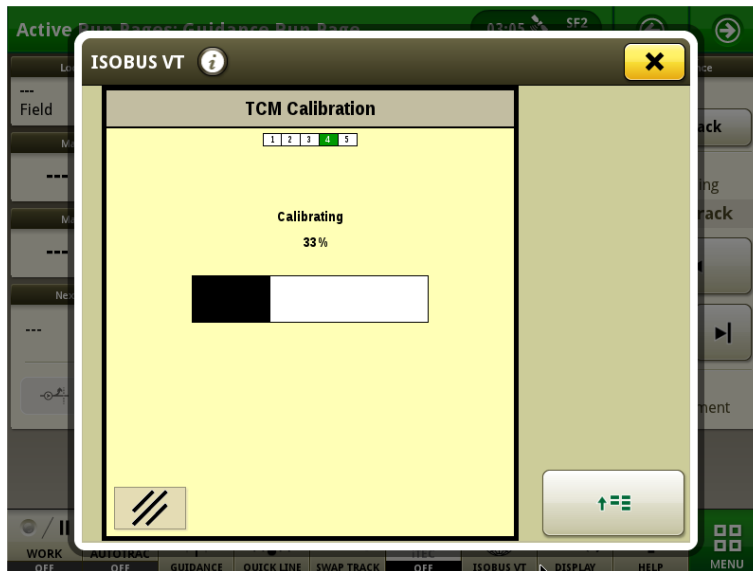 Active Run Pages: Guidance Run Page
03:05
SF2
ISOBUS VT
i
---
Field
TCM Calibration
1 2 3 4 5
ack
Calibrating
33%
---
ing
rack
---
Nex
---
ment
WORK
OFF
AUTOTRAC
OFF
GUIDANCE
QUICK LINE
SWAP TRACK
ITEC
OFF
ISOBUS VT
DISPLAY
HELP
MENU